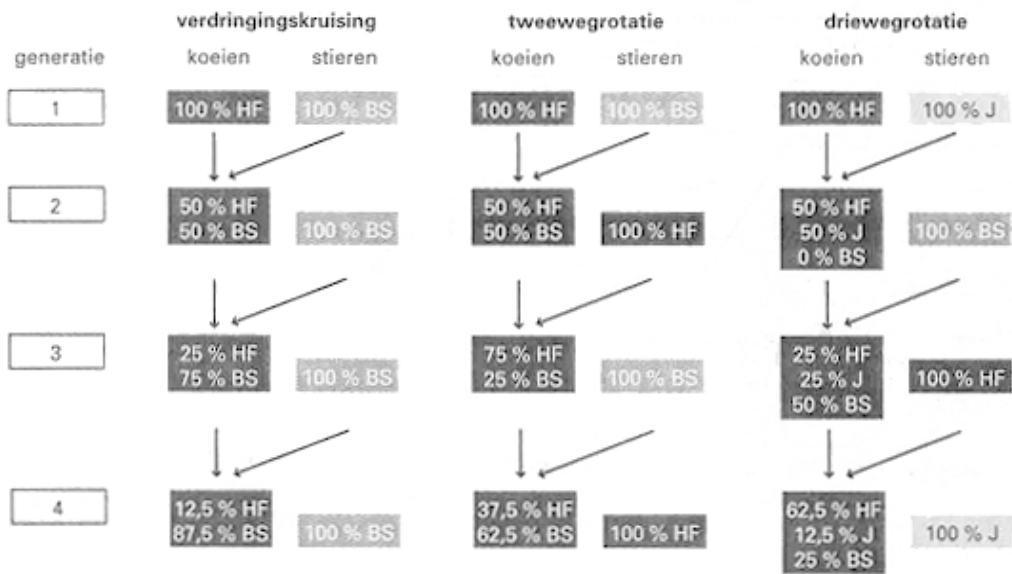 verdringingskruising tweewegrotatie driewegrotatie
generatie koeien stieren koeien stieren koeien stieren
1 100 % HF 100 % BS 100 % HF 100 % BS 100 % HF 100 % J
2 50 % HF 50 % HF 50 % HF
50 % BS 100 % BS 50 % BS 100 % HF 50 % J 100 % BS
0 % BS
3 25 % HF 75 % HF 25 % HF
75 % BS 100 % BS 25 % BS 100 % BS 25 % J 100 % HF
50 % BS
4 12,5 % HF 37,5 % HF 62,5 % HF
87,5 % BS 100 % BS 62,5 % BS 100 % HF 12,5 % J 100 % J
25 % BS